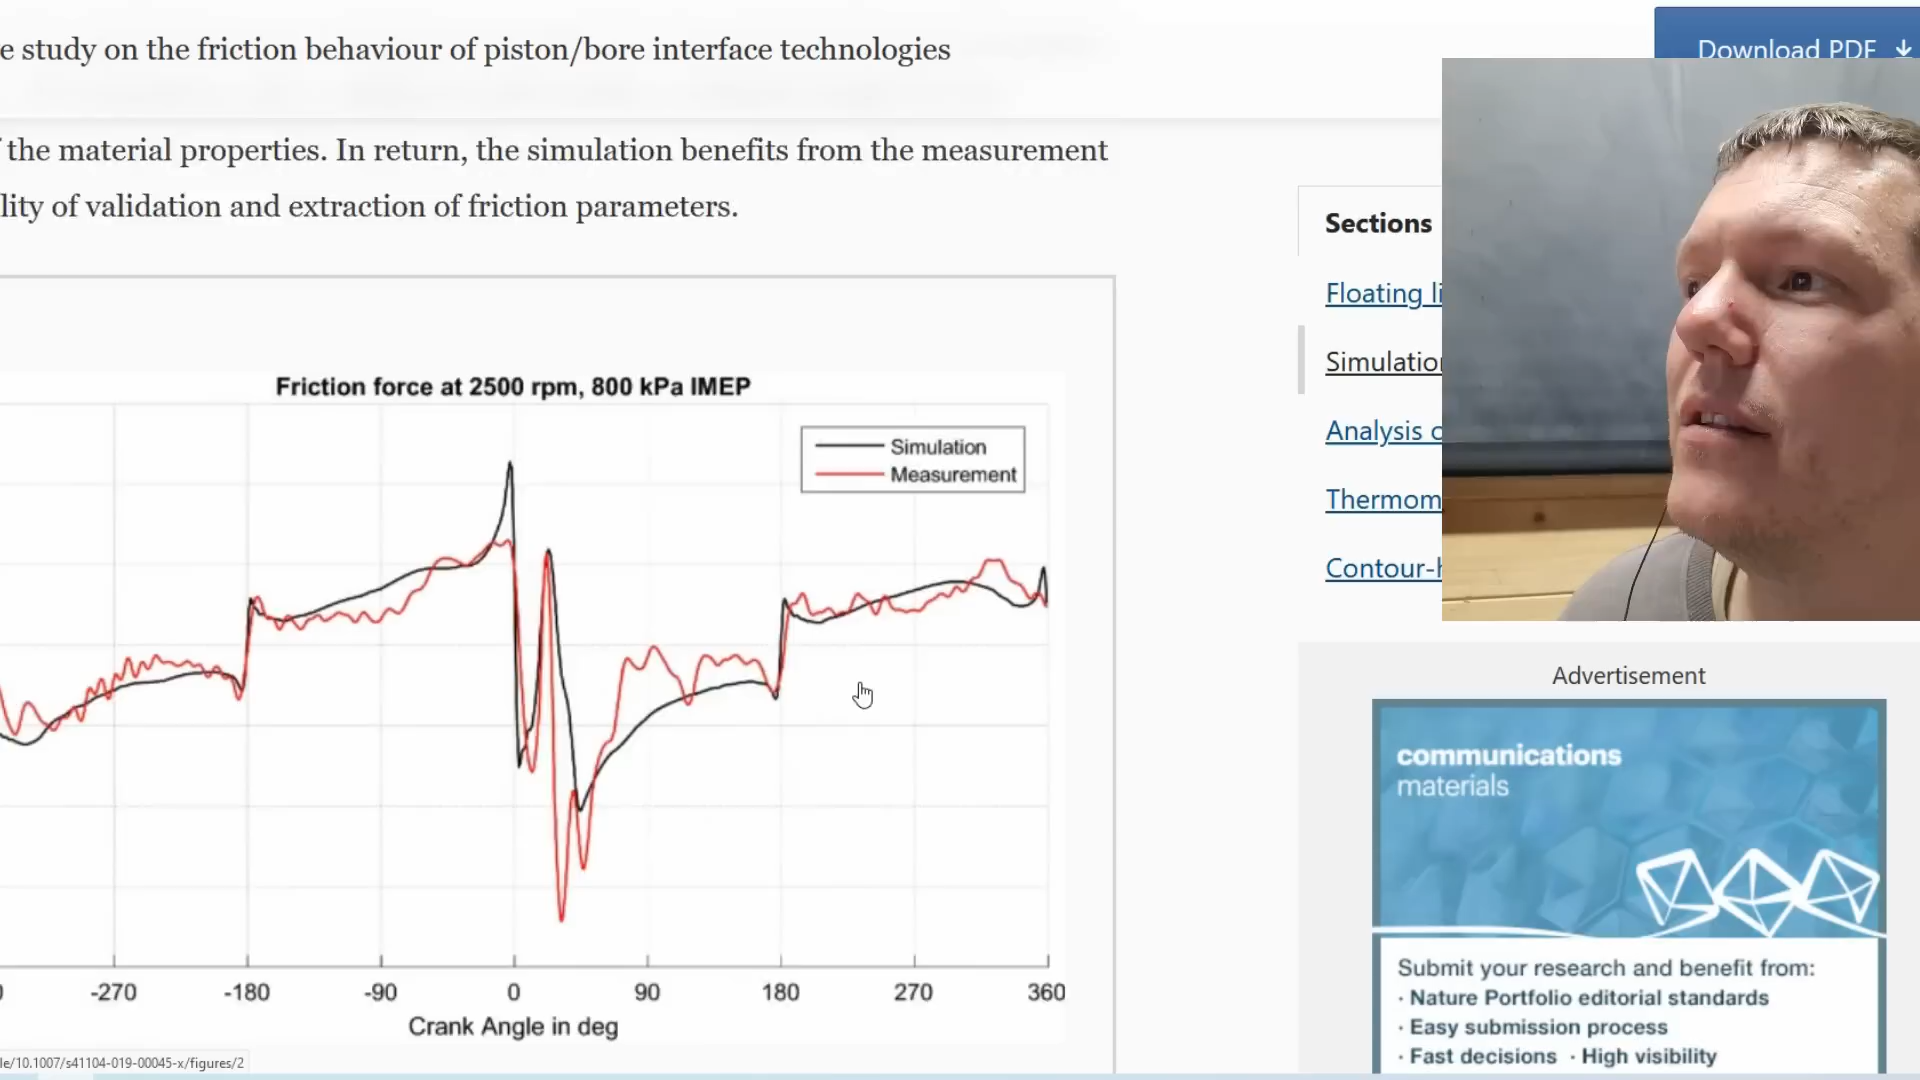 e study on the friction behaviour of piston/bore interface technologies
Download PDF
the material properties. In return, the simulation benefits from the measurement
lity of validation and extraction of friction parameters.
Sections
Floating li
Simulation
Analysis o
Thermom
Contour-h
Friction force at 2500 rpm, 800 kPa IMEP
Simulation
Measurement
0 -270 -180 -90 0 90 180 270 360
Crank Angle in deg
le/10.1007/s41104-019-00045-x/figures/2
Advertisement
communications
materials
Submit your research and benefit from:
· Nature Portfolio editorial standards
· Easy submission process
· Fast decisions · High visibility